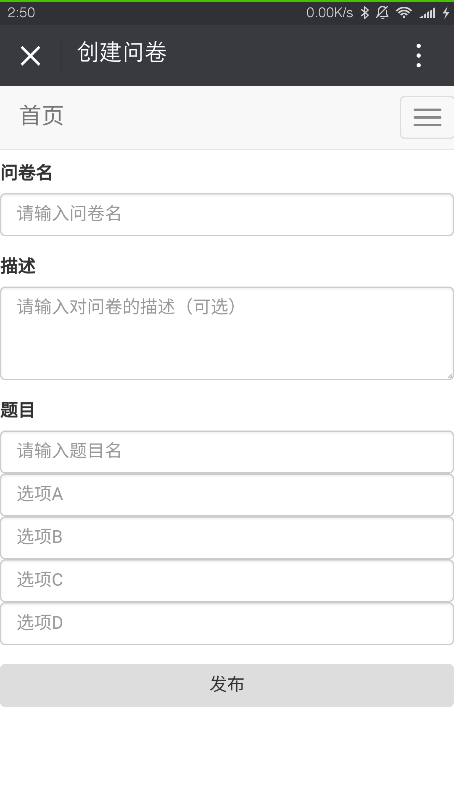 2:50 0.00K/s
创建问卷
首页
问卷名
请输入问卷名
描述
请输入对问卷的描述（可选）
题目
请输入题目名
选项A
选项B
选项C
选项D
发布